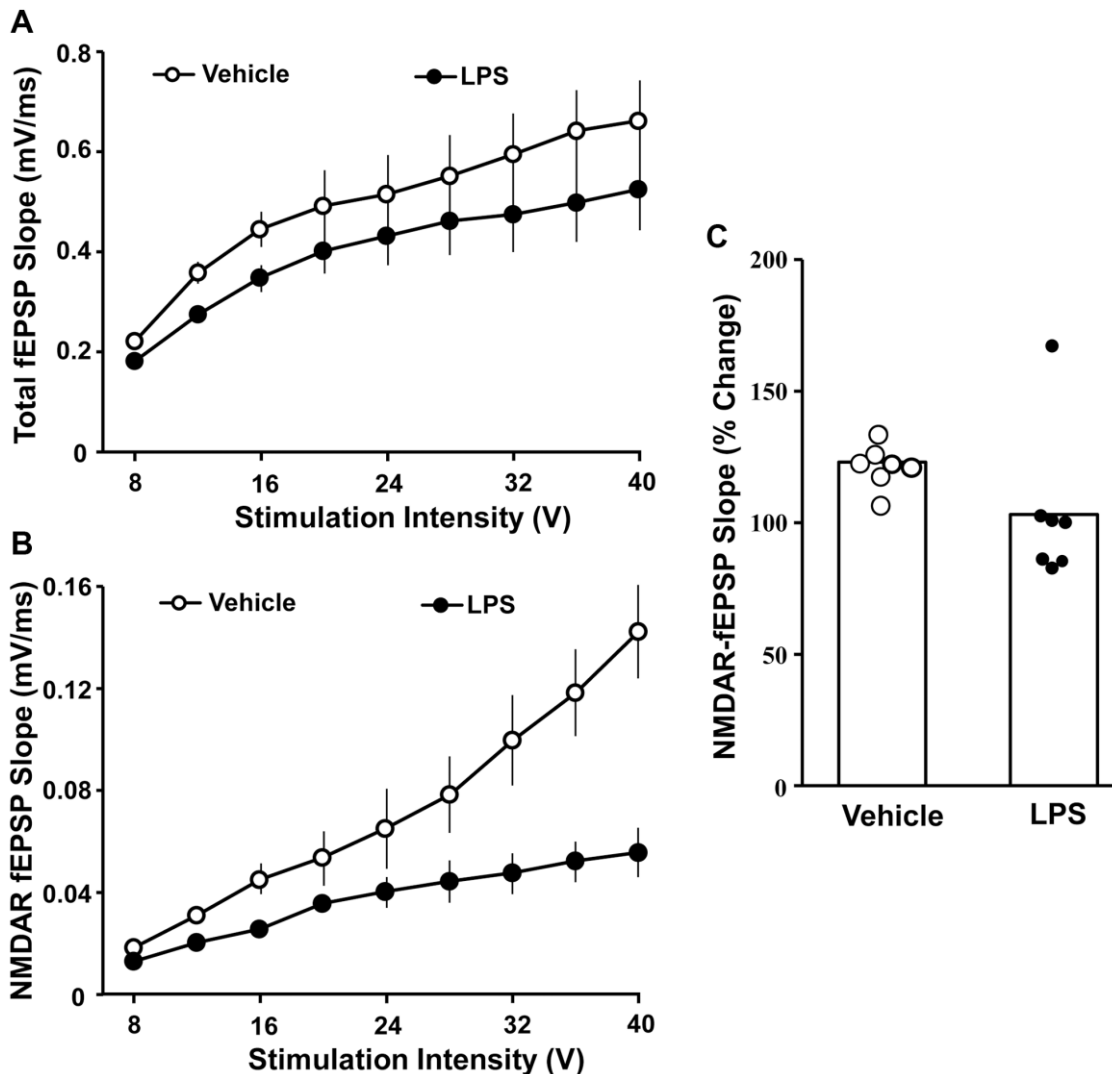 A
Total fEPSP Slope (mV/ms)
0.8
0.6
0.4
0.2
0
Vehicle
LPS
8
16
24
32
40
Stimulation Intensity (V)
B
NMDAR fEPSP Slope (mV/ms)
0.16
0.12
0.08
0.04
0
Vehicle
LPS
8
16
24
32
40
Stimulation Intensity (V)
C
NMDAR-fEPSP Slope (% Change)
200
150
100
50
0
Vehicle
LPS